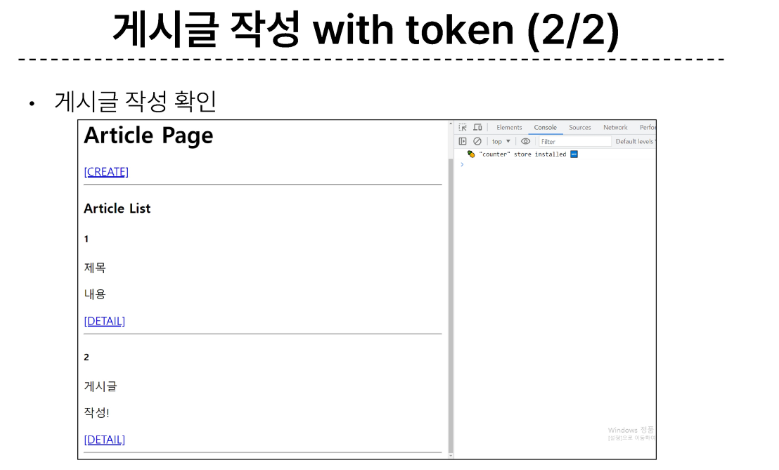 게시글 작성 with token (2/2)
• 게시글 작성 확인
Article Page
[CREATE]
Article List
1
제목
내용
[DETAIL]
2
게시글
작성!
[DETAIL]
Elements Console Sources Network
top ▼ Filter Default levels
"counter" store installed
Windows 정품